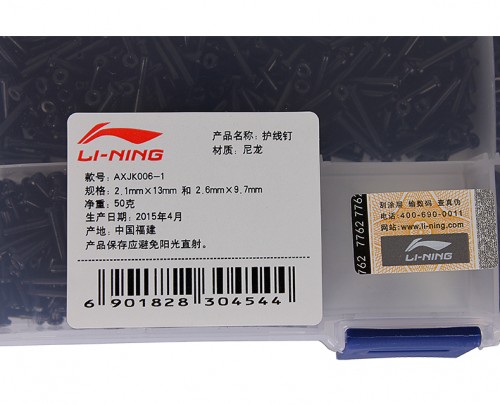 LI-NING
产品名称: 护线钉
材质: 尼龙
款号: AXJK006-1
规格: 2.1mm×13mm 和 2.6mm×9.7mm
净重: 50克
生产日期: 2015年4月
产地: 中国福建
产品保存应避免阳光直射。
6 901828 304544
刮涂层 输数码 查真伪
电话 400-690-0011
www.li-ning.com
LI-NING
7762 7762 7762